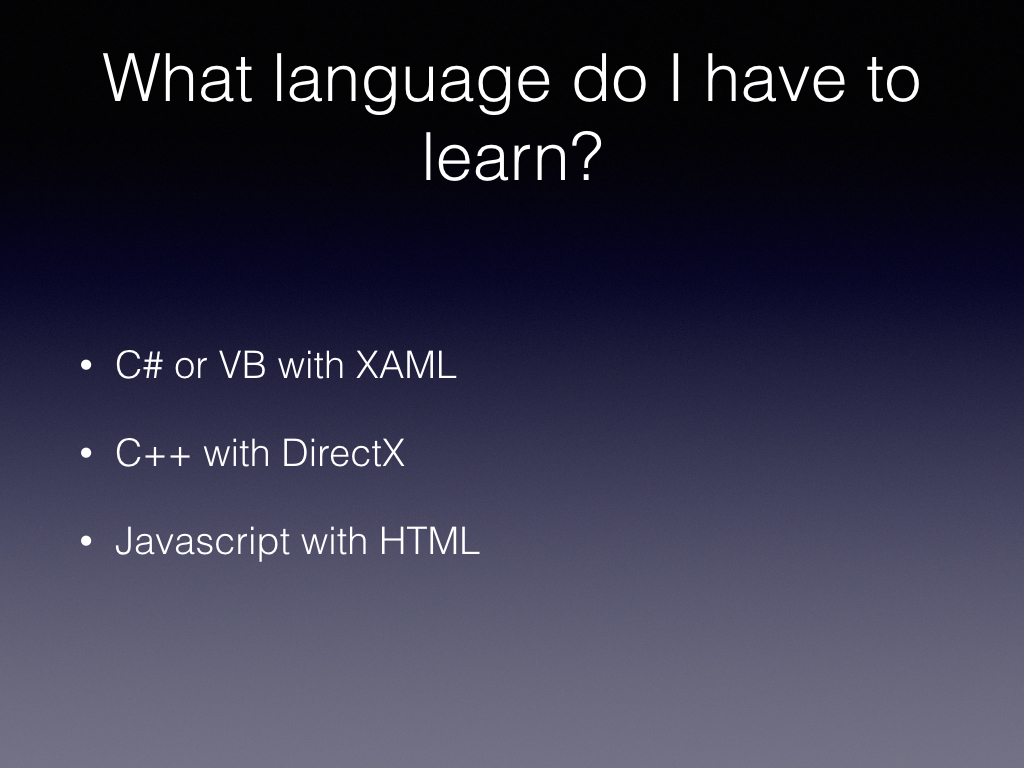 What language do I have to
learn?
• C# or VB with XAML
• C++ with DirectX
• Javascript with HTML